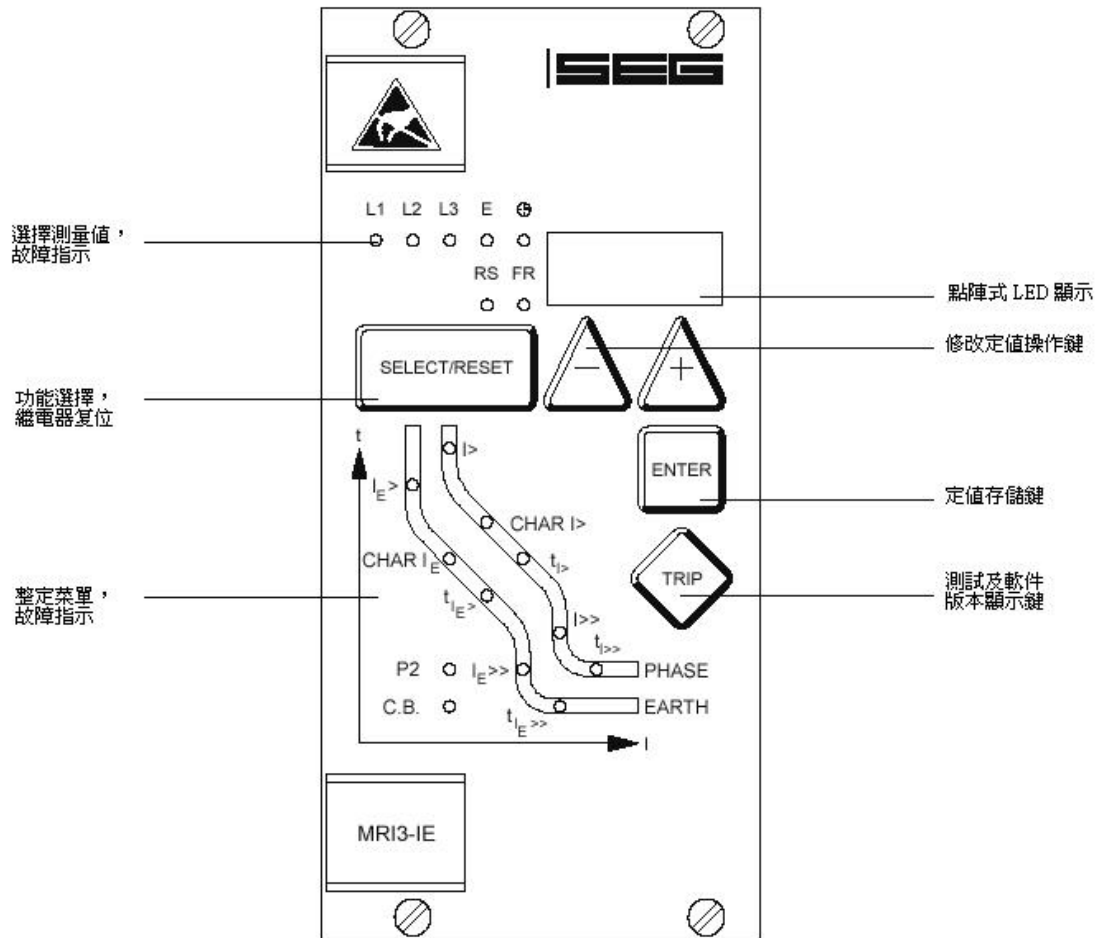 SEG
L1 L2 L3 E
選擇測量值，
故障指示
RS FR
點陣式 LED 顯示
修改定值操作鍵
SELECT/RESET
− +
功能選擇，
繼電器复位
t
I>
ENTER
IE>
定值存儲鍵
CHAR I>
CHAR IE
tI>
TRIP
測試及軟件
版本顯示鍵
整定菜單，
故障指示
tIE>
I>>
tI>>
P2
IE>>
PHASE
C.B.
tIE>>
EARTH
I
MRI3-IE